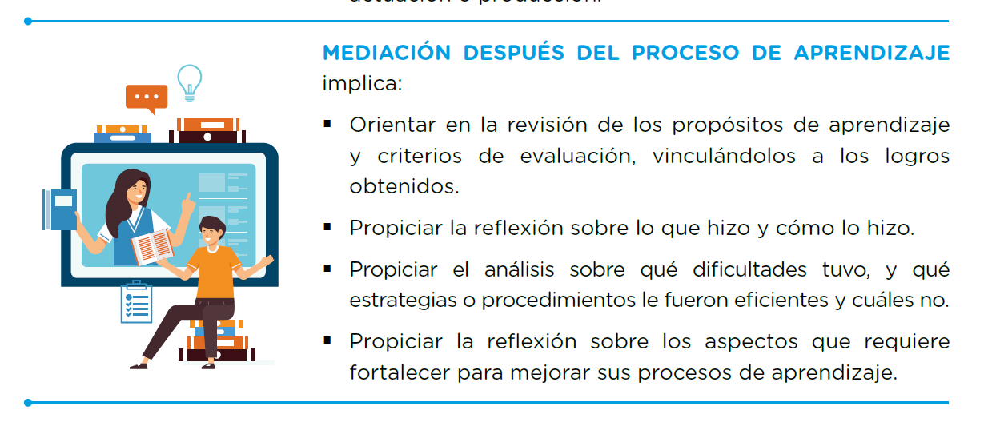 actuación o producción.
MEDIACIÓN DESPUÉS DEL PROCESO DE APRENDIZAJE
implica:
▪ Orientar en la revisión de los propósitos de aprendizaje
y criterios de evaluación, vinculándolos a los logros
obtenidos.
▪ Propiciar la reflexión sobre lo que hizo y cómo lo hizo.
▪ Propiciar el análisis sobre qué dificultades tuvo, y qué
estrategias o procedimientos le fueron eficientes y cuáles no.
▪ Propiciar la reflexión sobre los aspectos que requiere
fortalecer para mejorar sus procesos de aprendizaje.